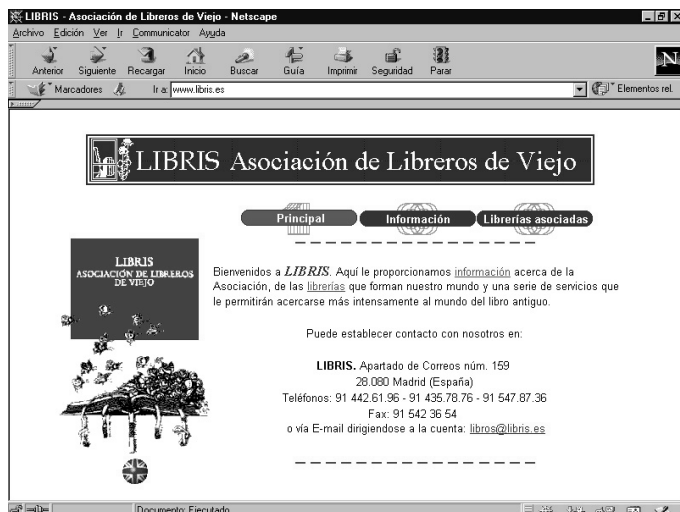 LIBRIS - Asociación de Libreros de Viejo - Netscape
Archivo Edición Ver Ir Communicator Ayuda
Anterior Siguiente Recargar Inicio Buscar Guía Imprimir Seguridad Parar
N
Marcadores Ir a: www.libris.es Elementos rel.
LIBRIS Asociación de Libreros de Viejo
Principal Información Librerías asociadas
LIBRIS
ASOCIACIÓN DE LIBREROS
DE VIEJO
Bienvenidos a LIBRIS. Aquí le proporcionamos información acerca de la
Asociación, de las librerías que forman nuestro mundo y una serie de servicios que
le permitirán acercarse más intensamente al mundo del libro antiguo.
Puede establecer contacto con nosotros en:
LIBRIS. Apartado de Correos núm. 159
28.080 Madrid (España)
Teléfonos: 91 442.61.96 - 91 435.78.76 - 91 547.87.36
Fax: 91 542 36 54
o vía E-mail dirigiendose a la cuenta: libros@libris.es
Documento: Ejecutado